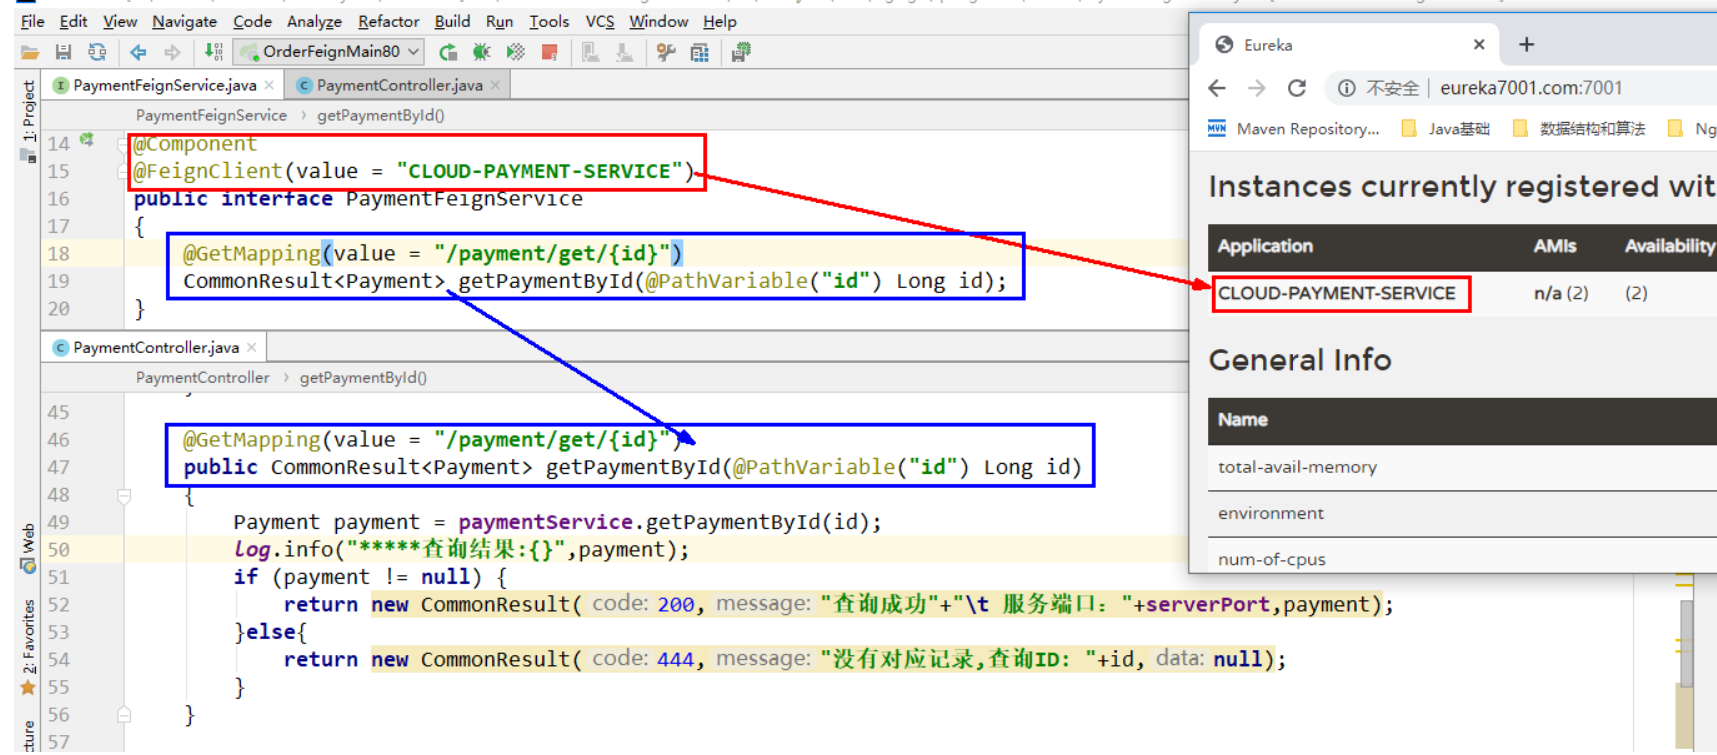 File Edit View Navigate Code Analyze Refactor Build Run Tools VCS Window Help
OrderFeignMain80
PaymentFeignService.java
PaymentController.java
PaymentFeignService › getPaymentById()
14 @Component
15 @FeignClient(value = "CLOUD-PAYMENT-SERVICE")
16 public interface PaymentFeignService
17 {
18 @GetMapping(value = "/payment/get/{id}")
19 CommonResult<Payment> getPaymentById(@PathVariable("id") Long id);
20 }
PaymentController.java
PaymentController › getPaymentById()
45
46 @GetMapping(value = "/payment/get/{id}")
47 public CommonResult<Payment> getPaymentById(@PathVariable("id") Long id)
48 {
49 Payment payment = paymentService.getPaymentById(id);
50 log.info("*****查询结果:{}",payment);
51 if (payment != null) {
52 return new CommonResult( code: 200, message: "查询成功"+"\t 服务端口: "+serverPort,payment);
53 }else{
54 return new CommonResult( code: 444, message: "没有对应记录,查询ID: "+id, data: null);
55 }
56 }
57
1: Project
Web
2: Favorites
cture
Eureka
不安全 | eureka7001.com:7001
MVN Maven Repository... Java基础 数据结构和算法 Ng
Instances currently registered wit
Application AMIs Availability
CLOUD-PAYMENT-SERVICE n/a (2) (2)
General Info
Name
total-avail-memory
environment
num-of-cpus